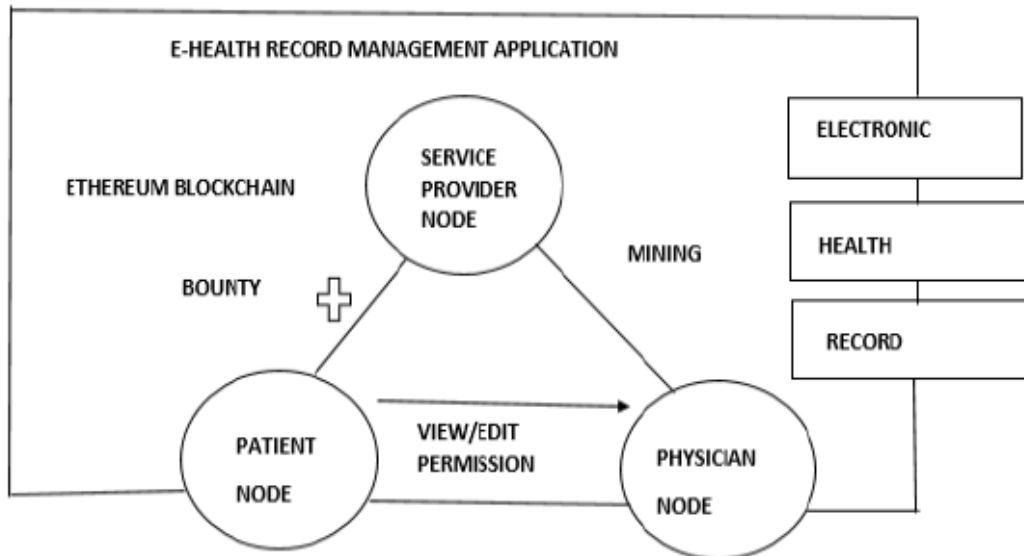 E-HEALTH RECORD MANAGEMENT APPLICATION
ELECTRONIC
SERVICE
PROVIDER
NODE
ETHEREUM BLOCKCHAIN
HEALTH
MINING
BOUNTY
RECORD
VIEW/EDIT
PERMISSION
PATIENT
NODE
PHYSICIAN
NODE